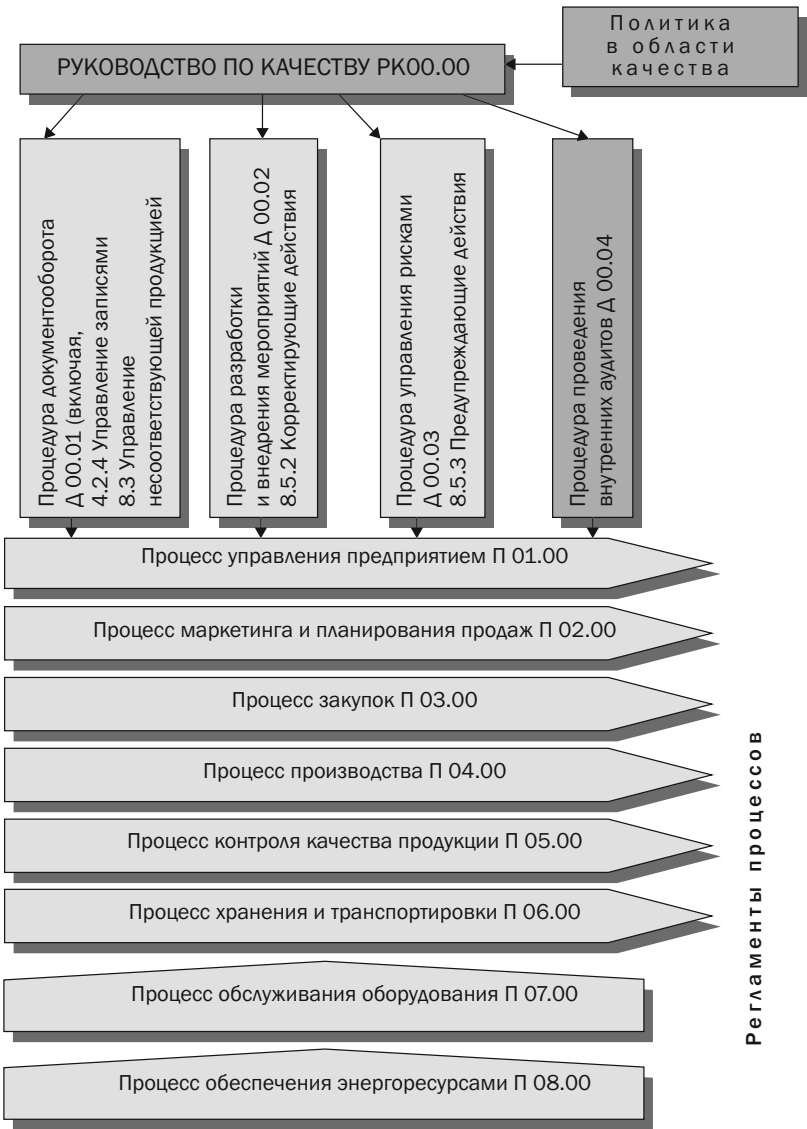 Политика
в области
качества
РУКОВОДСТВО ПО КАЧЕСТВУ РК00.00
Процедура документооборота
Д 00.01 (включая,
4.2.4 Управление записями
8.3 Управление
несоответствующей продукцией
Процедура разработки
и внедрения мероприятий Д 00.02
8.5.2 Корректирующие действия
Процедура управления рисками
Д 00.03
8.5.3 Предупреждающие действия
Процедура проведения
внутренних аудитов Д 00.04
Процесс управления предприятием П 01.00
Процесс маркетинга и планирования продаж П 02.00
Процесс закупок П 03.00
Процесс производства П 04.00
Процесс контроля качества продукции П 05.00
Процесс хранения и транспортировки П 06.00
Процесс обслуживания оборудования П 07.00
Процесс обеспечения энергоресурсами П 08.00
Регламенты процессов